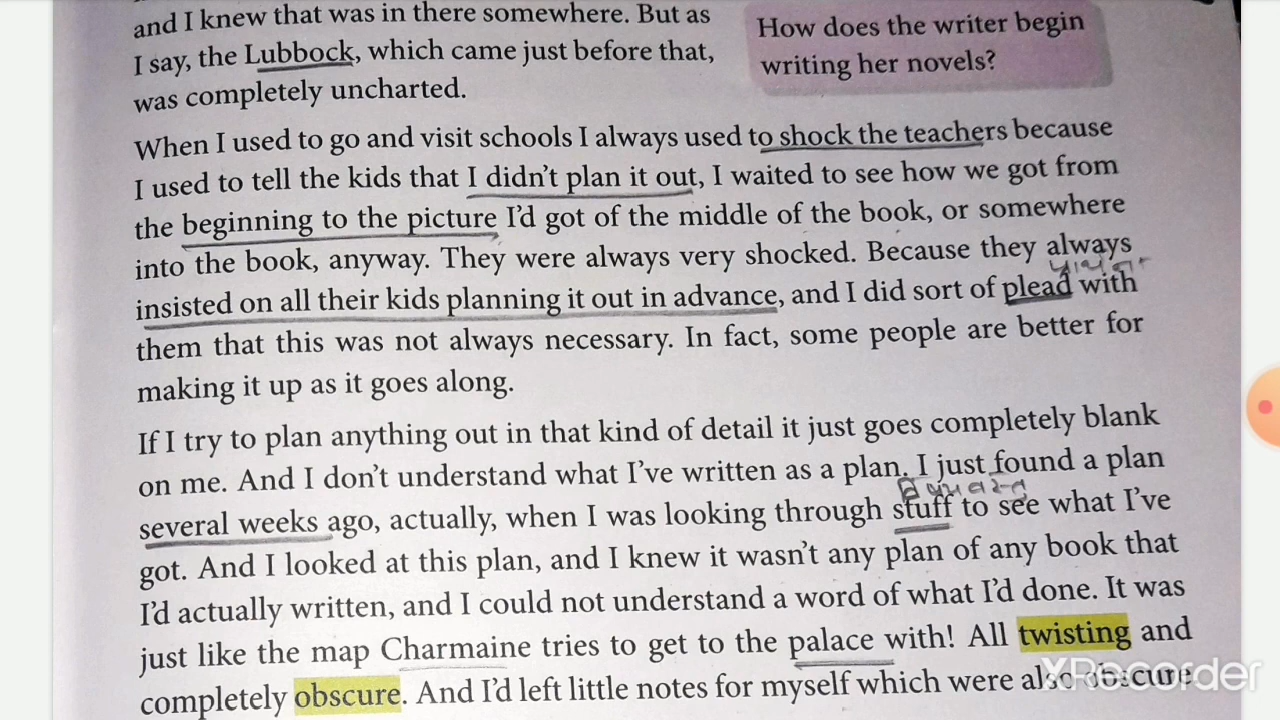 and I knew that was in there somewhere. But as
I say, the Lubbock, which came just before that,
was completely uncharted.
How does the writer begin
writing her novels?
When I used to go and visit schools I always used to shock the teachers because
I used to tell the kids that I didn't plan it out, I waited to see how we got from
the beginning to the picture I'd got of the middle of the book, or somewhere
into the book, anyway. They were always very shocked. Because they always
insisted on all their kids planning it out in advance, and I did sort of plead with
them that this was not always necessary. In fact, some people are better for
making it up as it goes along.
If I try to plan anything out in that kind of detail it just goes completely blank
on me. And I don't understand what I've written as a plan. I just found a plan
several weeks ago, actually, when I was looking through stuff to see what I've
got. And I looked at this plan, and I knew it wasn't any plan of any book that
I'd actually written, and I could not understand a word of what I'd done. It was
just like the map Charmaine tries to get to the palace with! All twisting and
completely obscure. And I'd left little notes for myself which were also obscure
XRecorder